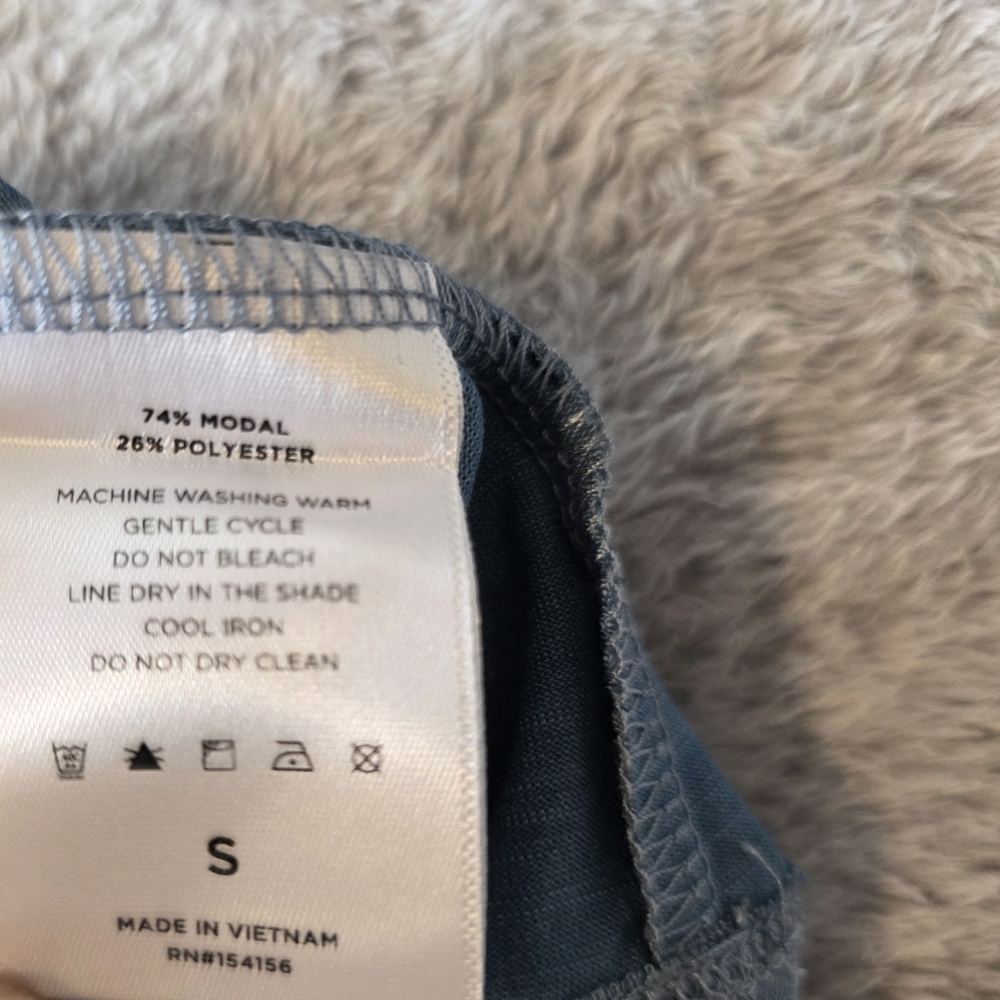 74% MODAL
26% POLYESTER
MACHINE WASHING WARM
GENTLE CYCLE
DO NOT BLEACH
LINE DRY IN THE SHADE
COOL IRON
DO NOT DRY CLEAN
S
MADE IN VIETNAM
RN#154156